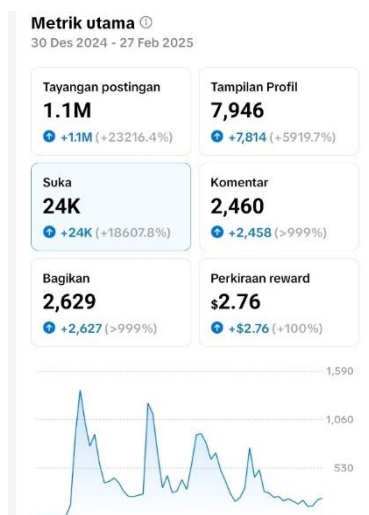 Metrik utama
30 Des 2024 - 27 Feb 2025
Tayangan postingan
1.1M
+1.1M (+23216.4%)
Tampilan Profil
7,946
+7,814 (+5919.7%)
Suka
24K
+24K (+18607.8%)
Komentar
2,460
+2,458 (>999%)
Bagikan
2,629
+2,627 (>999%)
Perkiraan reward
$2.76
+$2.76 (+100%)
1,590
1,060
530